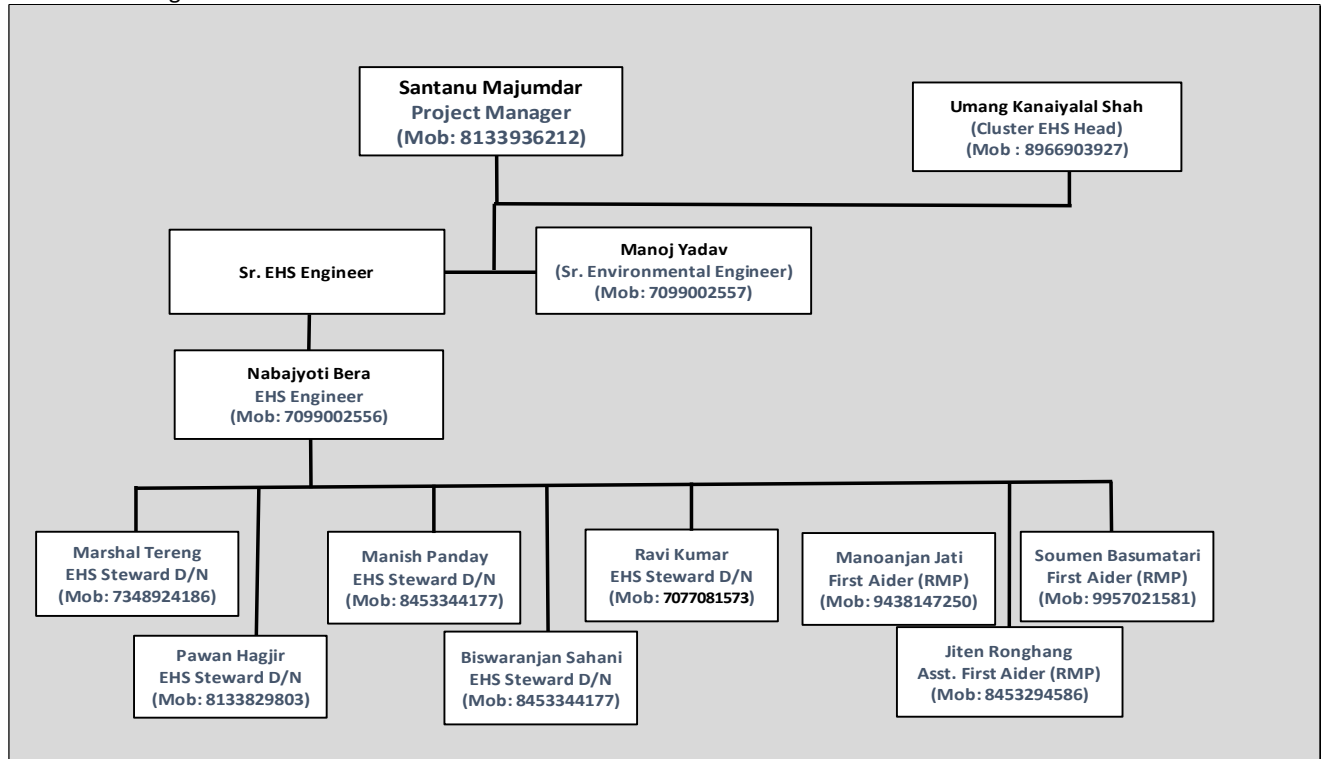 Santanu Majumdar
Project Manager
(Mob: 8133936212)
Umang Kanaiyalal Shah
(Cluster EHS Head)
(Mob : 8966903927)
Sr. EHS Engineer
Manoj Yadav
(Sr. Environmental Engineer)
(Mob: 7099002557)
Nabajyoti Bera
EHS Engineer
(Mob: 7099002556)
Marshal Tereng
EHS Steward D/N
(Mob: 7348924186)
Manish Panday
EHS Steward D/N
(Mob: 8453344177)
Ravi Kumar
EHS Steward D/N
(Mob: 7077081573)
Manoanjan Jati
First Aider (RMP)
(Mob: 9438147250)
Soumen Basumatari
First Aider (RMP)
(Mob: 9957021581)
Pawan Hagjir
EHS Steward D/N
(Mob: 8133829803)
Biswaranjan Sahani
EHS Steward D/N
(Mob: 8453344177)
Jiten Ronghang
Asst. First Aider (RMP)
(Mob: 8453294586)